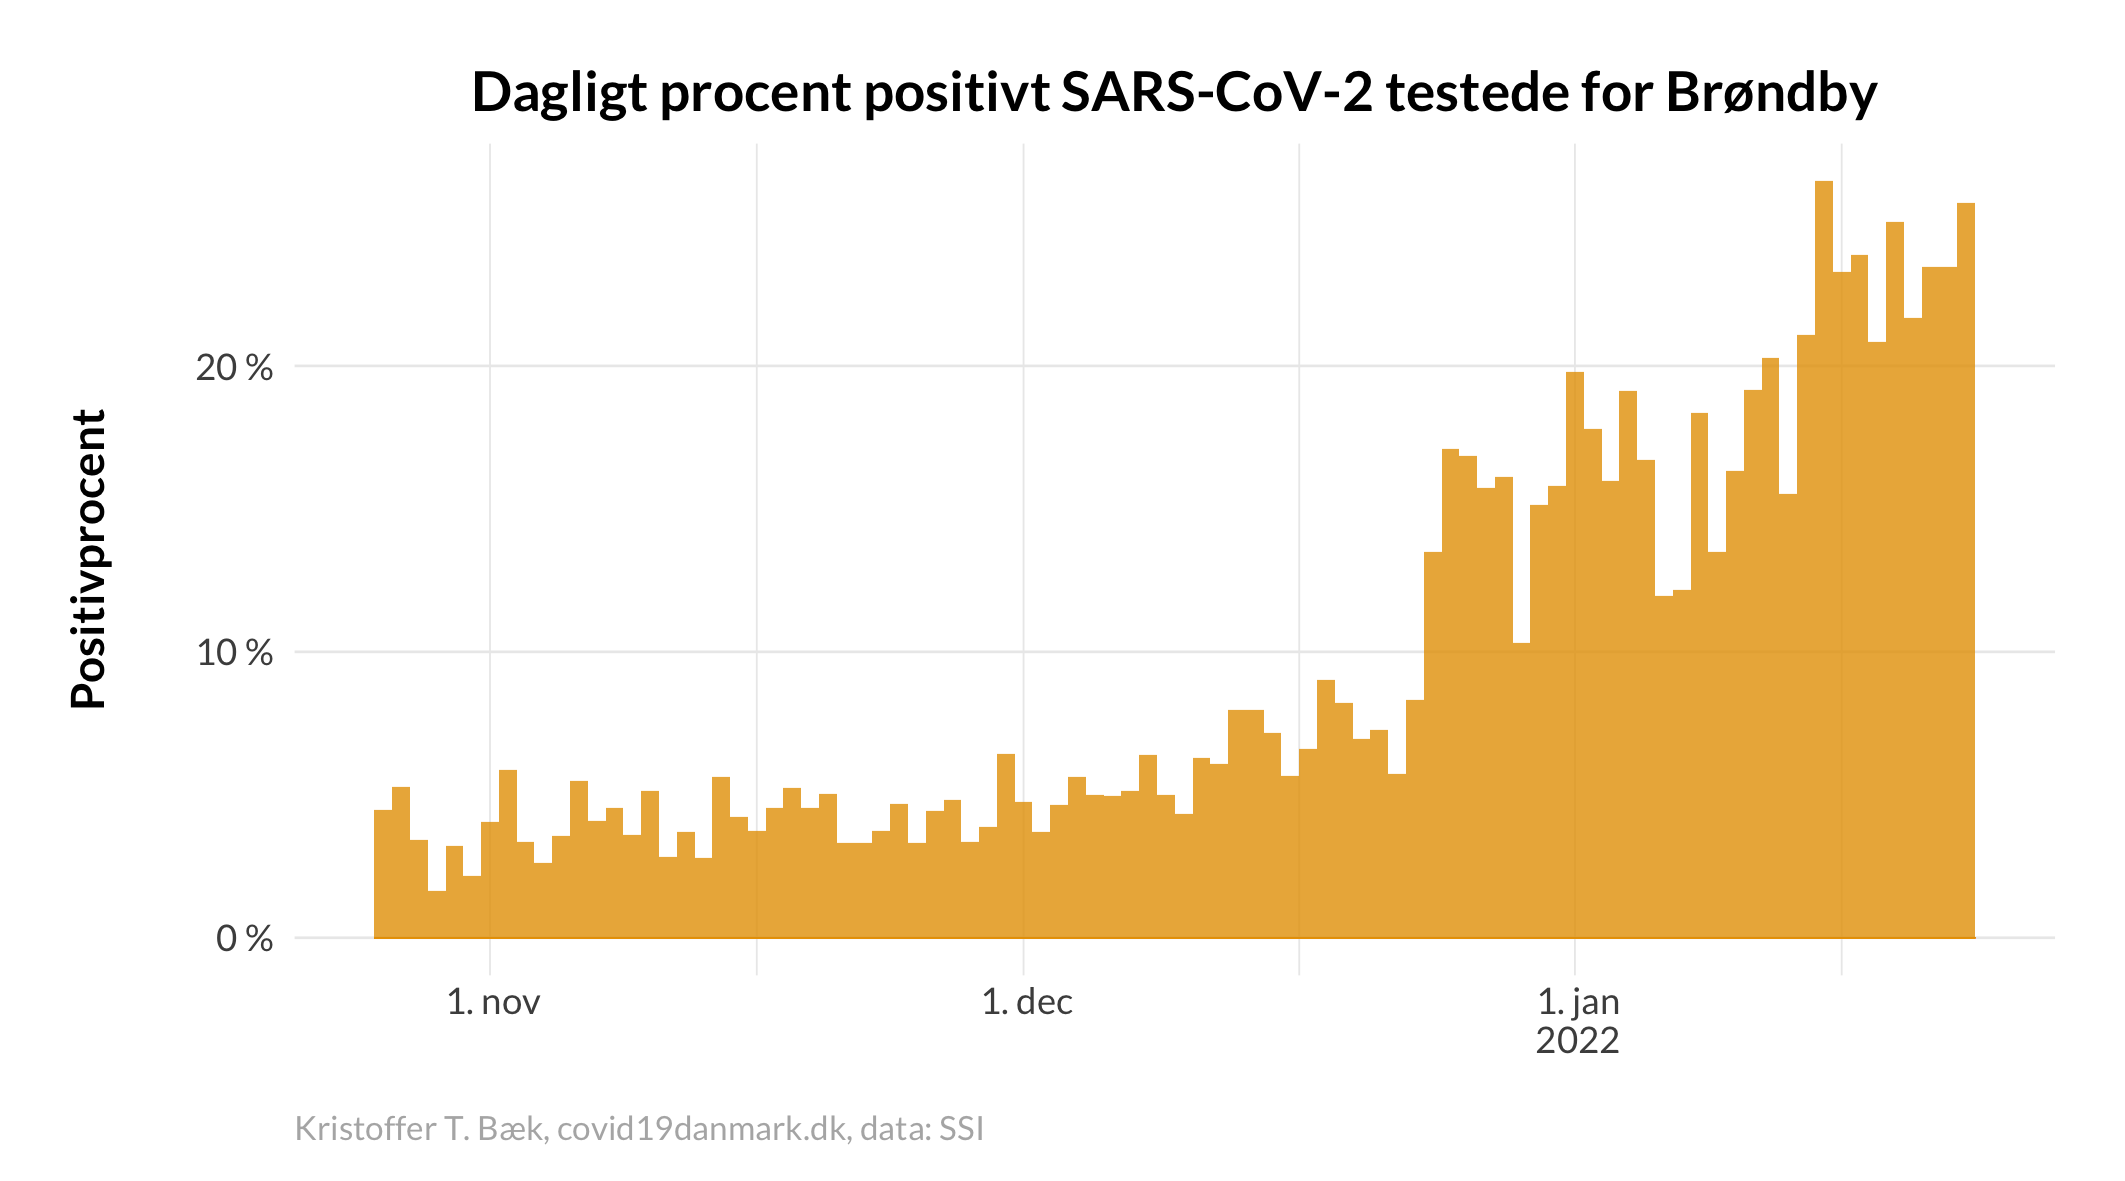 Dagligt procent positivt SARS-CoV-2 testede for Brøndby
Positivprocent
20 %
10 %
0 %
1. nov
1. dec
1. jan
2022
Kristoffer T. Bæk, covid19danmark.dk, data: SSI